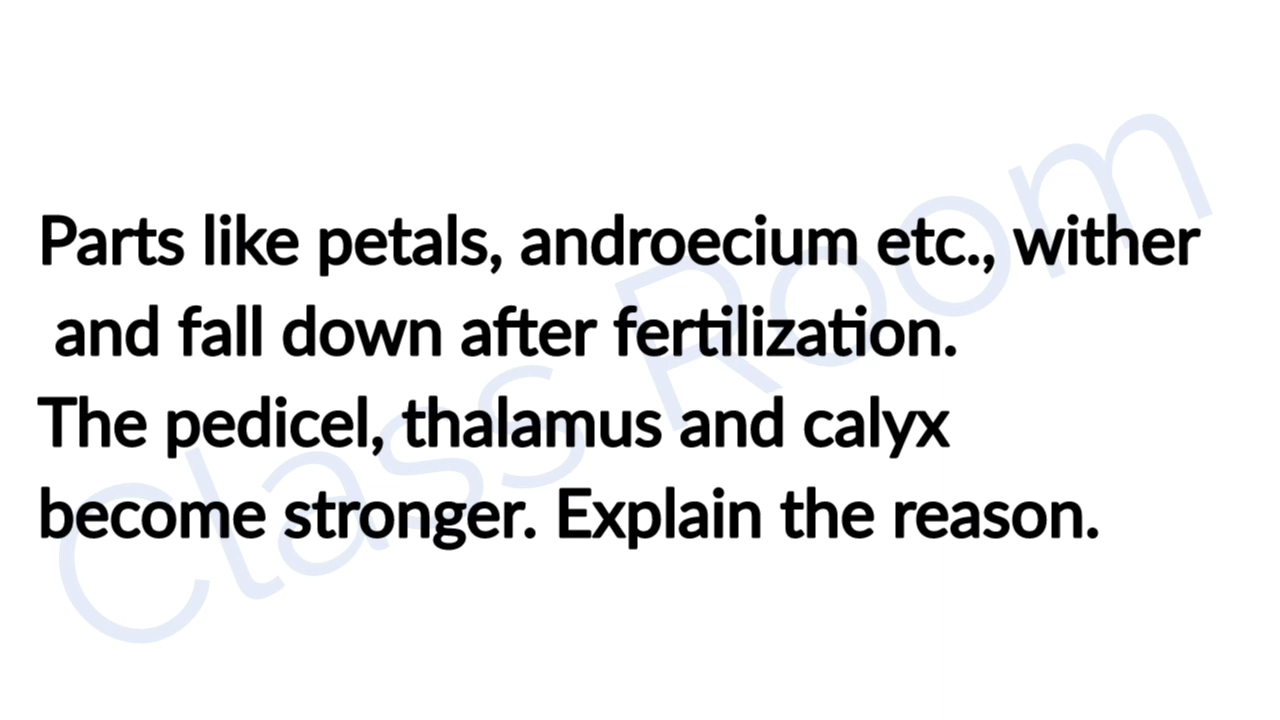 Parts like petals, androecium etc., wither
and fall down after fertilization.
The pedicel, thalamus and calyx
become stronger. Explain the reason.
Class Room